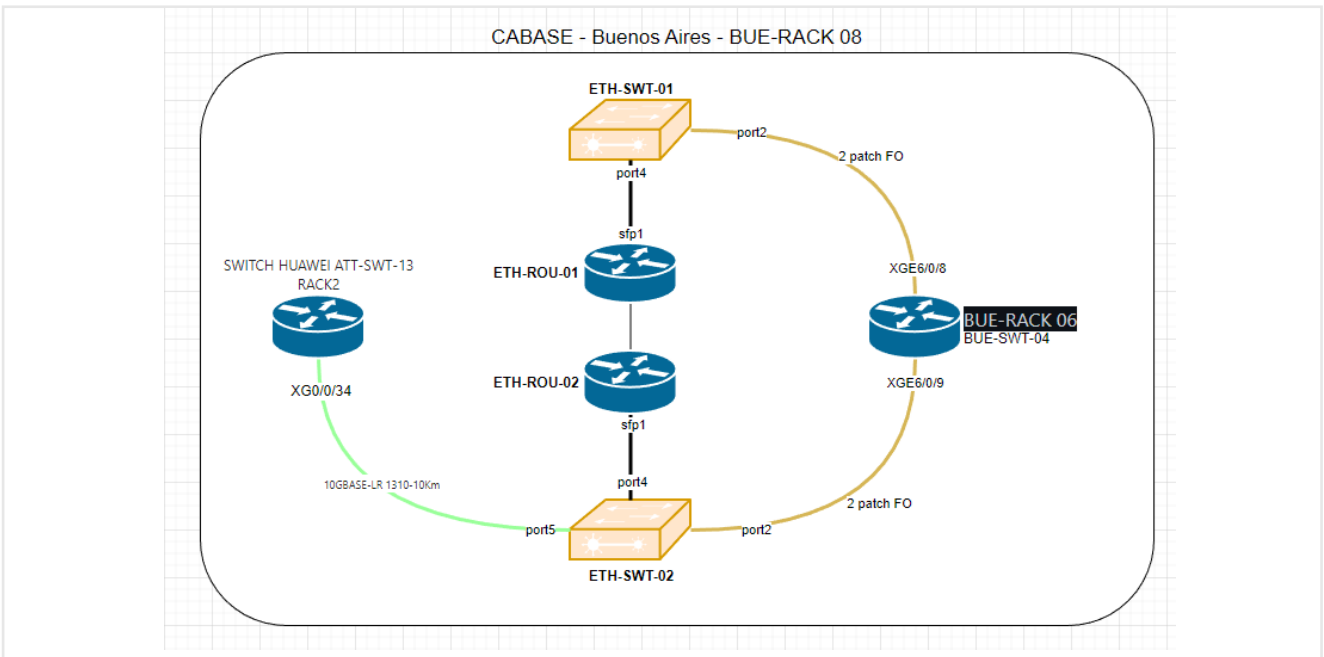 CABASE - Buenos Aires - BUE-RACK 08
ETH-SWT-01
port2
2 patch FO
port4
sfp1
ETH-ROU-01
SWITCH HUAWEI ATT-SWT-13
RACK2
XGE6/0/8
BUE-RACK 06
BUE-SWT-04
XG0/0/34
ETH-ROU-02
XGE6/0/9
sfp1
port4
10GBASE-LR 1310-10Km
2 patch FO
port5
port2
ETH-SWT-02